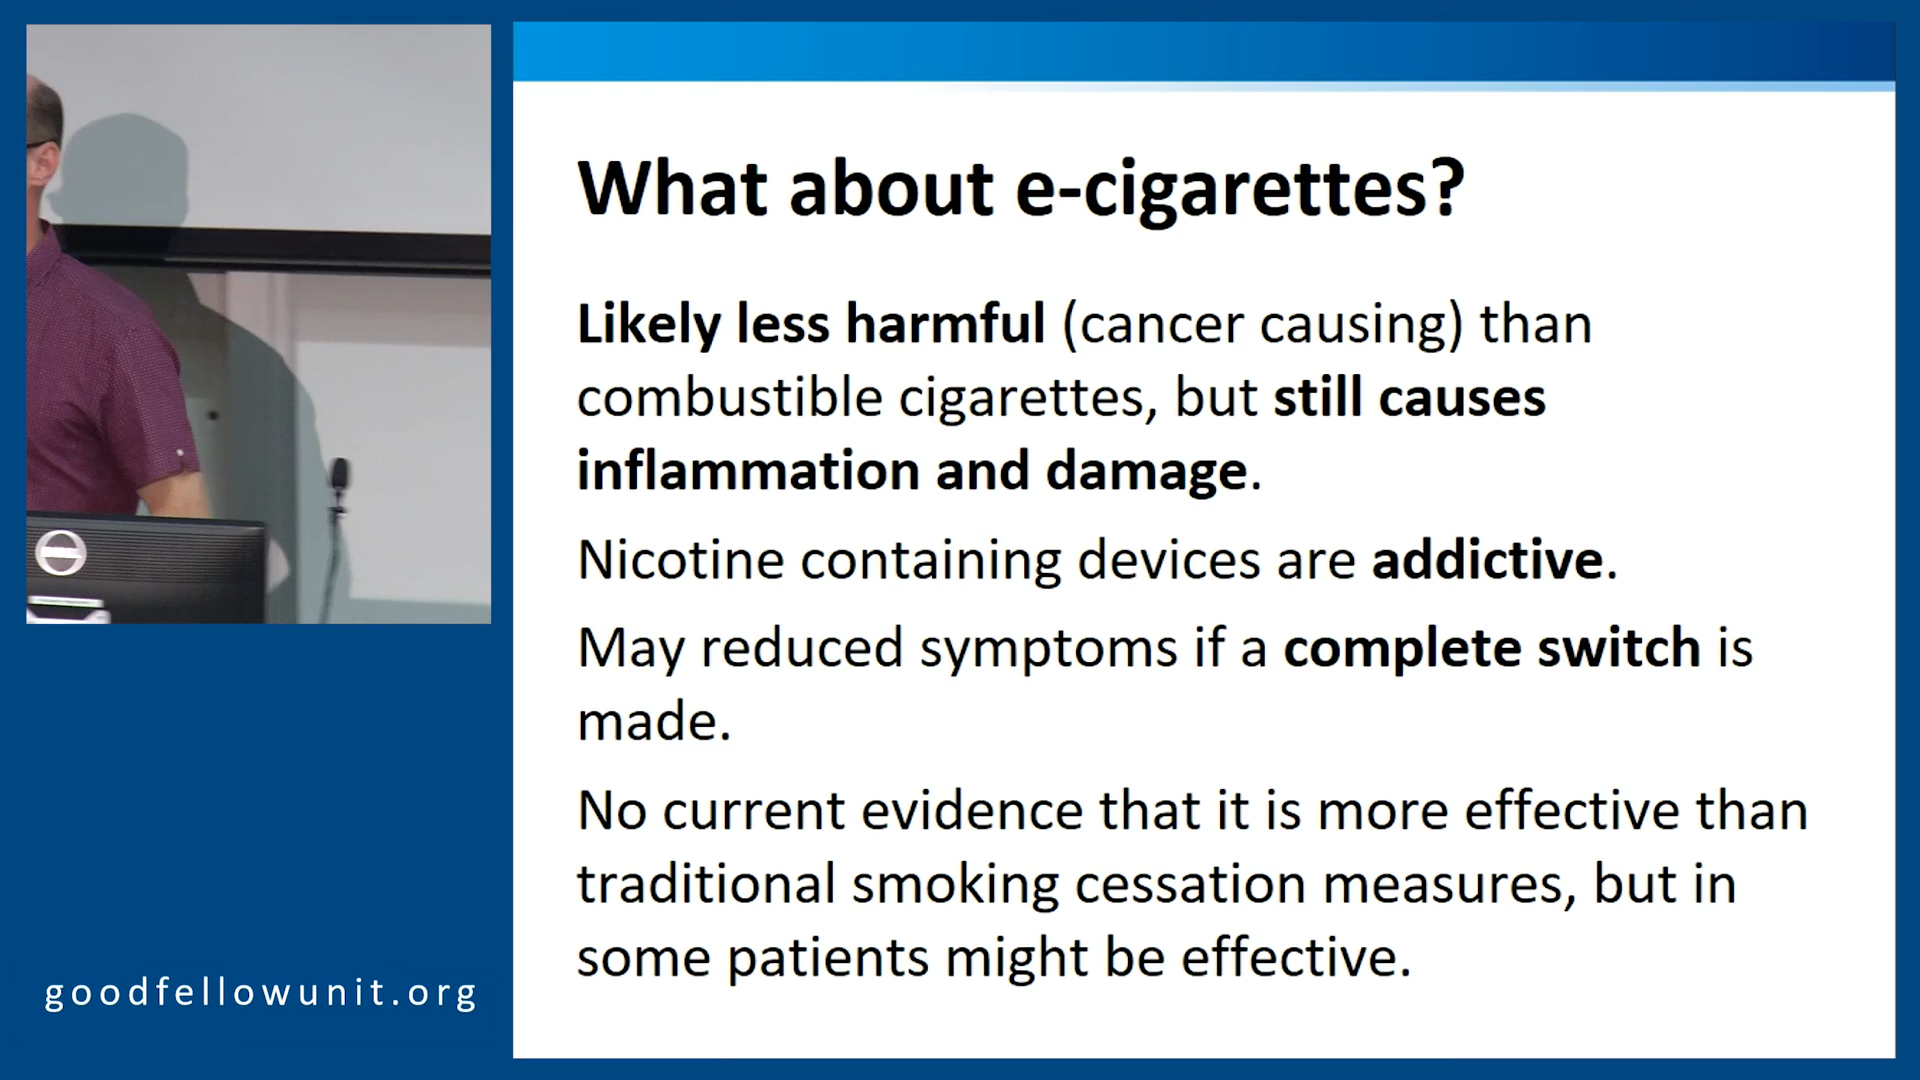 What about e-cigarettes?
Likely less harmful (cancer causing) than
combustible cigarettes, but still causes
inflammation and damage.
Nicotine containing devices are addictive.
May reduced symptoms if a complete switch is
made.
No current evidence that it is more effective than
traditional smoking cessation measures, but in
some patients might be effective.
goodfellowunit.org